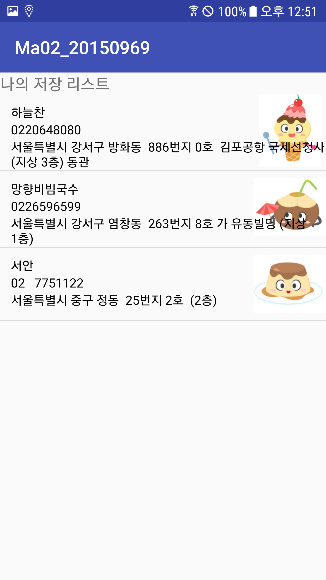 100% 오후 12:51
Ma02_20150969
나의 저장 리스트
하늘찬
0220648080
서울특별시 강서구 방화동  886번지 0호  김포공항 국제선청사
(지상 3층) 동관
망향비빔국수
0226596599
서울특별시 강서구 염창동  263번지 8호 가 유동빌명 (지상
1층)
서안
02   7751122
서울특별시 중구 정동  25번지 2호  (2층)